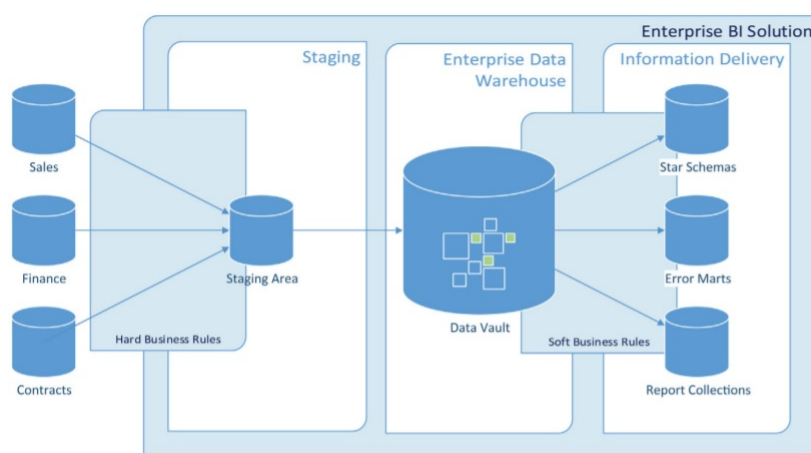 Enterprise BI Solution
Staging
Enterprise Data
Warehouse
Information Delivery
Sales
Star Schemas
Finance
Staging Area
Error Marts
Data Vault
Hard Business Rules
Soft Business Rules
Contracts
Report Collections